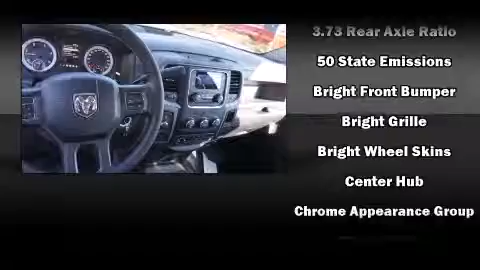 3.73 Rear Axle Ratio
50 State Emissions
Bright Front Bumper
Bright Grille
Bright Wheel Skins
Center Hub
Chrome Appearance Group